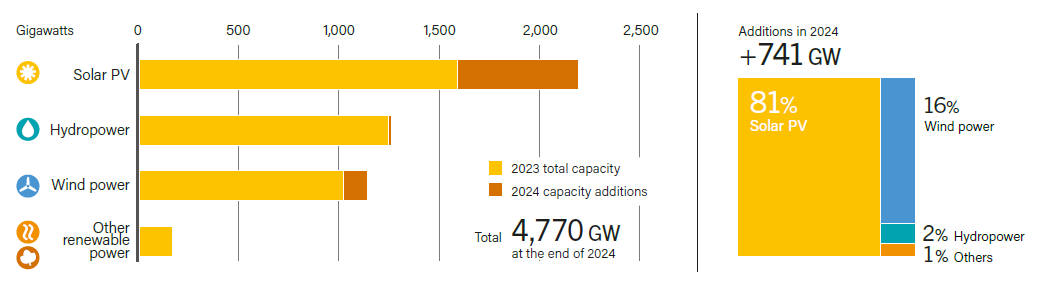 Gigawatts 0 500 1,000 1,500 2,000 2,500
Solar PV
Hydropower
Wind power
Other
renewable
power
2023 total capacity
2024 capacity additions
Total 4,770 GW
at the end of 2024
Additions in 2024
+741 GW
81%
Solar PV
16%
Wind power
2% Hydropower
1% Others